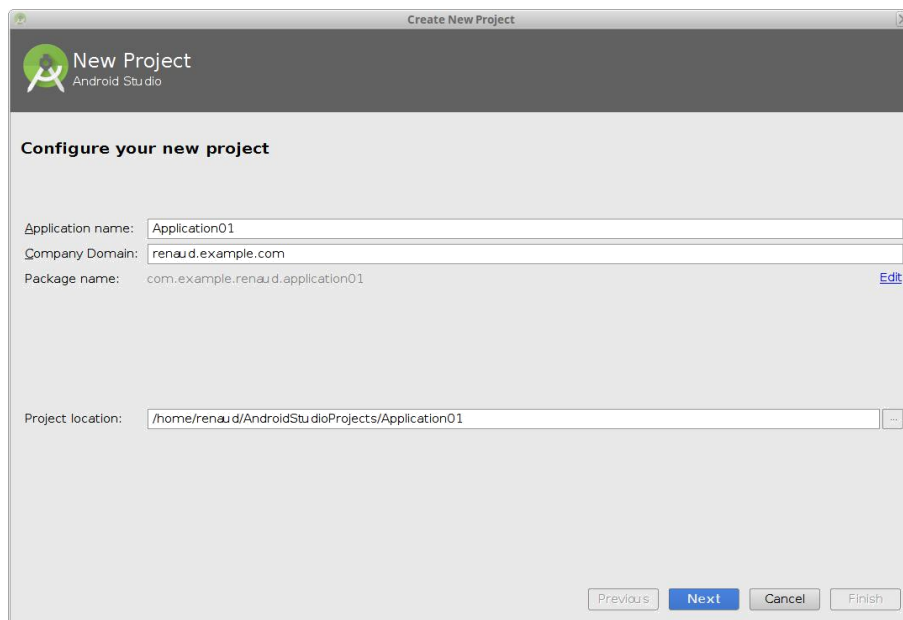 Create New Project
New Project
Android Studio
Configure your new project
Application name: Application01
Company Domain: renaud.example.com
Package name: com.example.renaud.application01 Edit
Project location: /home/renaud/AndroidStudioProjects/Application01 ...
Previous Next Cancel Finish